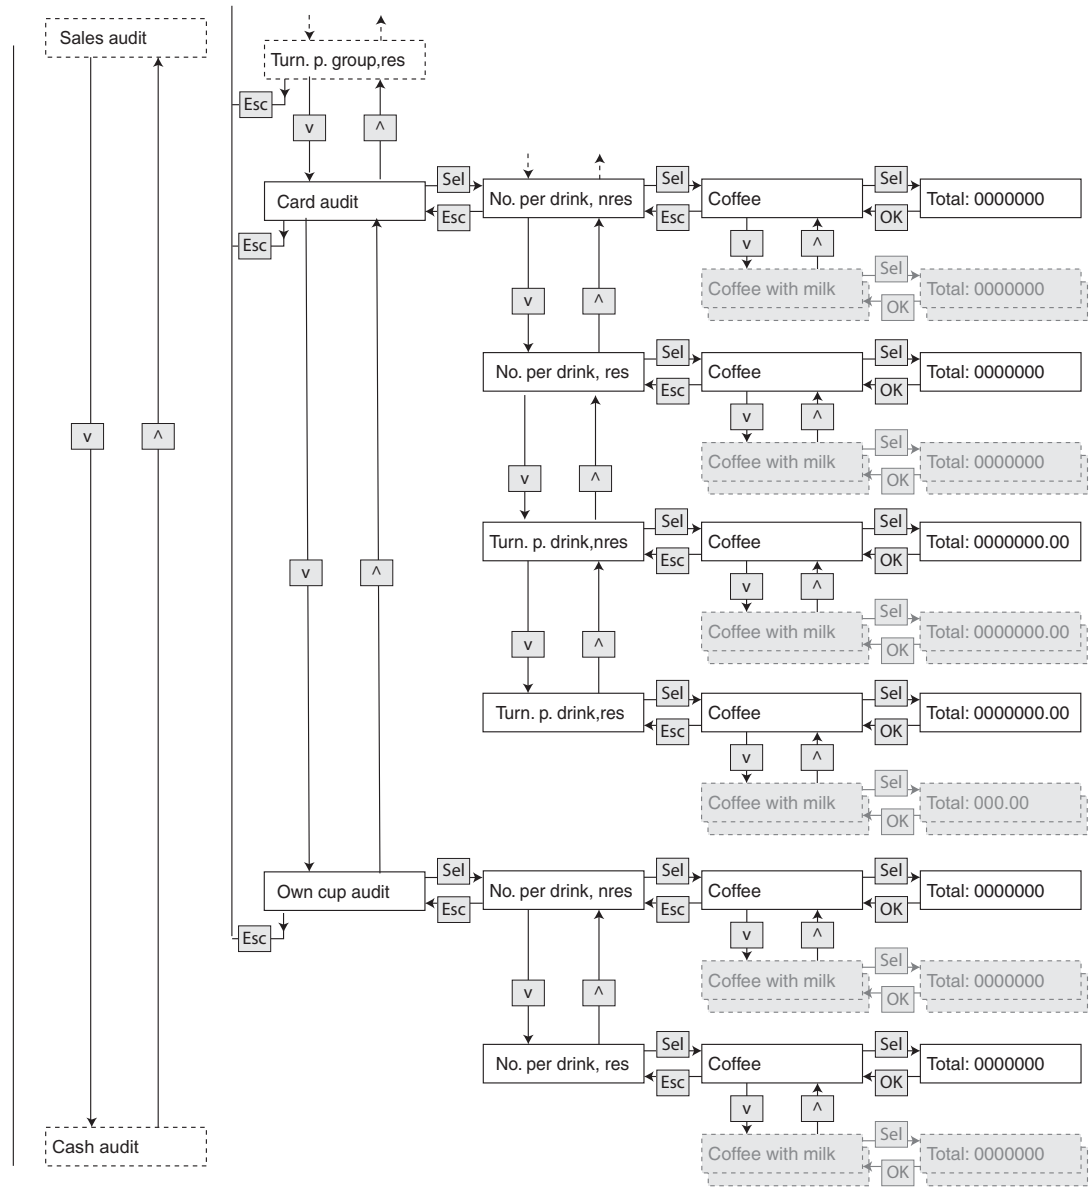 Sales audit
Turn. p. group,res
Esc
v
^
Sel
Sel
Sel
Card audit
No. per drink, nres
Coffee
Total: 0000000
Esc
Esc
OK
Esc
v
^
Sel
Coffee with milk
Total: 0000000
OK
v
^
Sel
Sel
No. per drink, res
Coffee
Total: 0000000
Esc
OK
v
^
v
^
Sel
Coffee with milk
Total: 0000000
OK
v
^
Sel
Sel
Turn. p. drink,nres
Coffee
Total: 0000000.00
Esc
OK
v
^
v
^
Sel
Coffee with milk
Total: 0000000.00
OK
v
^
Sel
Sel
Turn. p. drink,res
Coffee
Total: 0000000.00
Esc
OK
v
^
Sel
Coffee with milk
Total: 000.00
OK
Sel
Sel
Sel
Own cup audit
No. per drink, nres
Coffee
Total: 0000000
Esc
Esc
OK
Esc
v
^
Sel
Coffee with milk
Total: 0000000
OK
v
^
Sel
Sel
No. per drink, res
Coffee
Total: 0000000
Esc
OK
v
^
Sel
Coffee with milk
Total: 0000000
OK
Cash audit